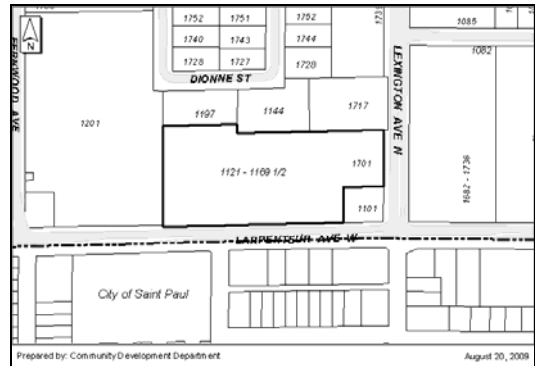 1752 1751 1752
1740 1743 1744 1085
1728 1727 1728 1082
N
FERNWOOD AVE
DIONNE ST
LEXINGTON AVE N
1197 1144 1717
1201
1121 - 1169 1/2 1701
1101
1682 - 1736
LARPENTEUR AVE W
City of Saint Paul
Prepared by: Community Development Department August 20, 2009